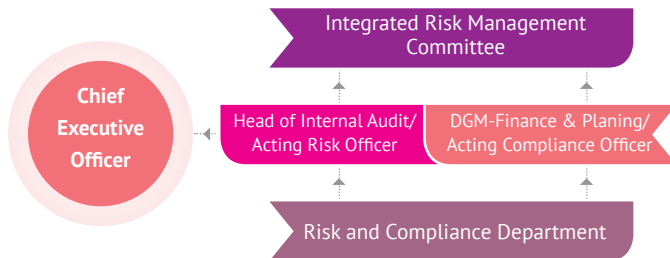 Integrated Risk Management
Committee
Chief
Executive
Officer
Head of Internal Audit/
Acting Risk Officer
DGM-Finance & Planing/
Acting Compliance Officer
Risk and Compliance Department